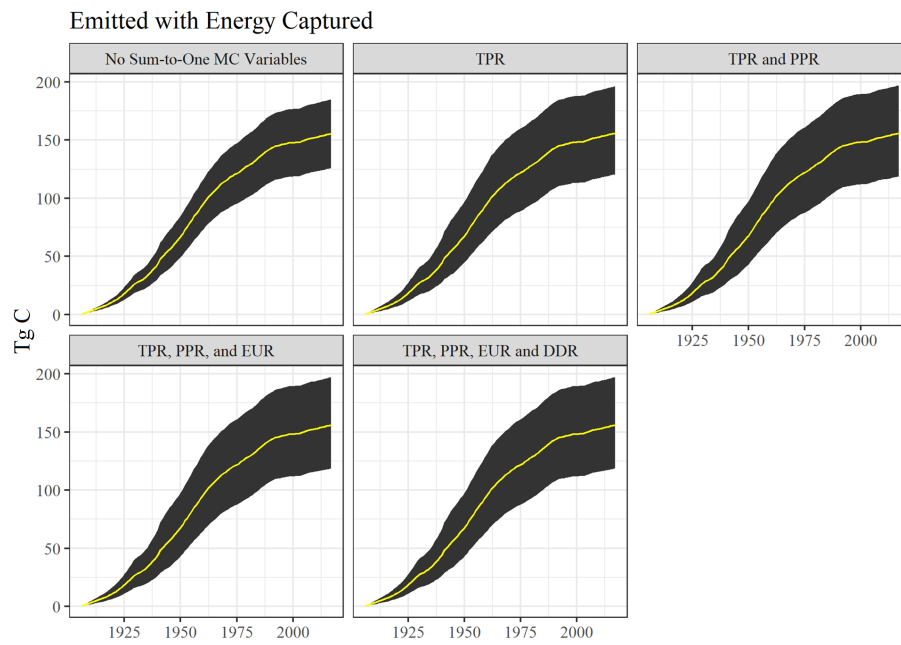 Emitted with Energy Captured
No Sum-to-One MC Variables
TPR
TPR and PPR
200
150
100
50
0
1925 1950 1975 2000
Tg C
TPR, PPR, and EUR
TPR, PPR, EUR and DDR
200
150
100
50
0
1925 1950 1975 2000
1925 1950 1975 2000